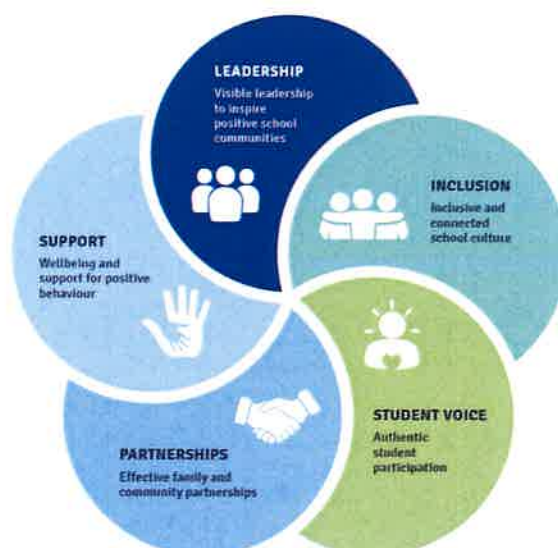 LEADERSHIP
Visible leadership
to inspire
positive school
communities
INCLUSION
Inclusive and
connected
school culture
STUDENT VOICE
Authentic
student
participation
PARTNERSHIPS
Effective family and
community partnerships
SUPPORT
Wellbeing and
support for positive
behaviour